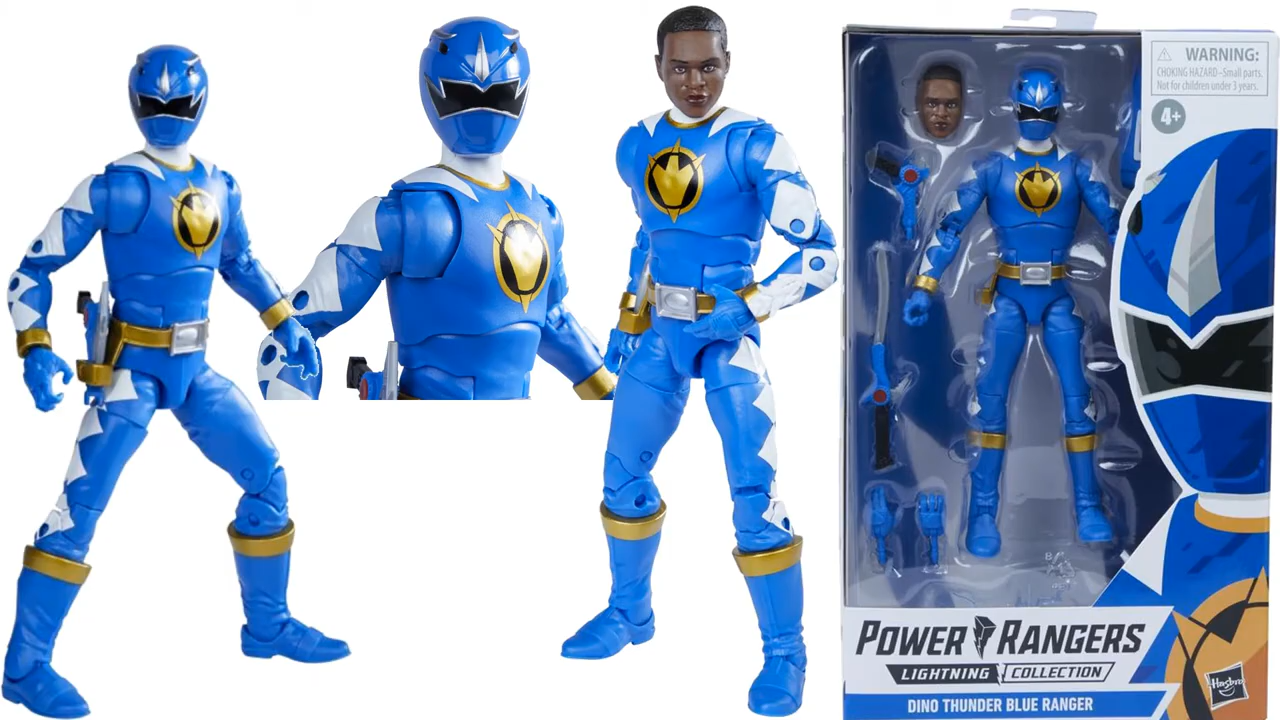 WARNING:
CHOKING HAZARD–Small parts.
Not for children under 3 years.
4+
POWER RANGERS
LIGHTNING COLLECTION
DINO THUNDER BLUE RANGER
Hasbro